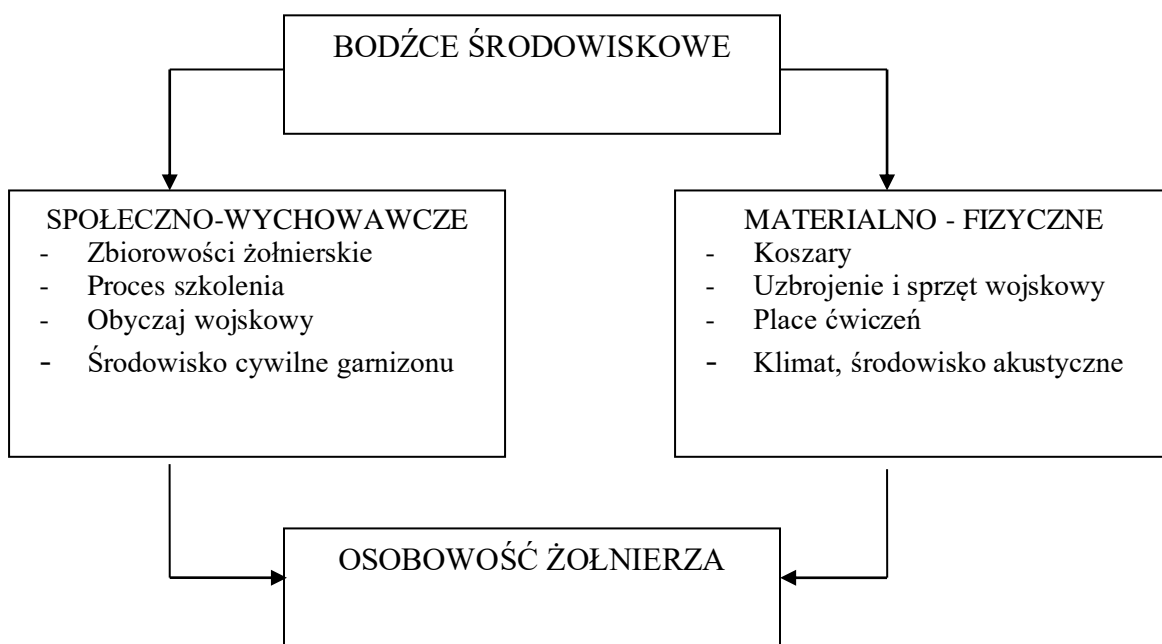 BODŹCE ŚRODOWISKOWE
SPOŁECZNO-WYCHOWAWCZE
- Zbiorowości żołnierskie
- Proces szkolenia
- Obyczaj wojskowy
- Środowisko cywilne garnizonu
MATERIALNO - FIZYCZNE
- Koszary
- Uzbrojenie i sprzęt wojskowy
- Place ćwiczeń
- Klimat, środowisko akustyczne
OSOBOWOŚĆ ŻOŁNIERZA